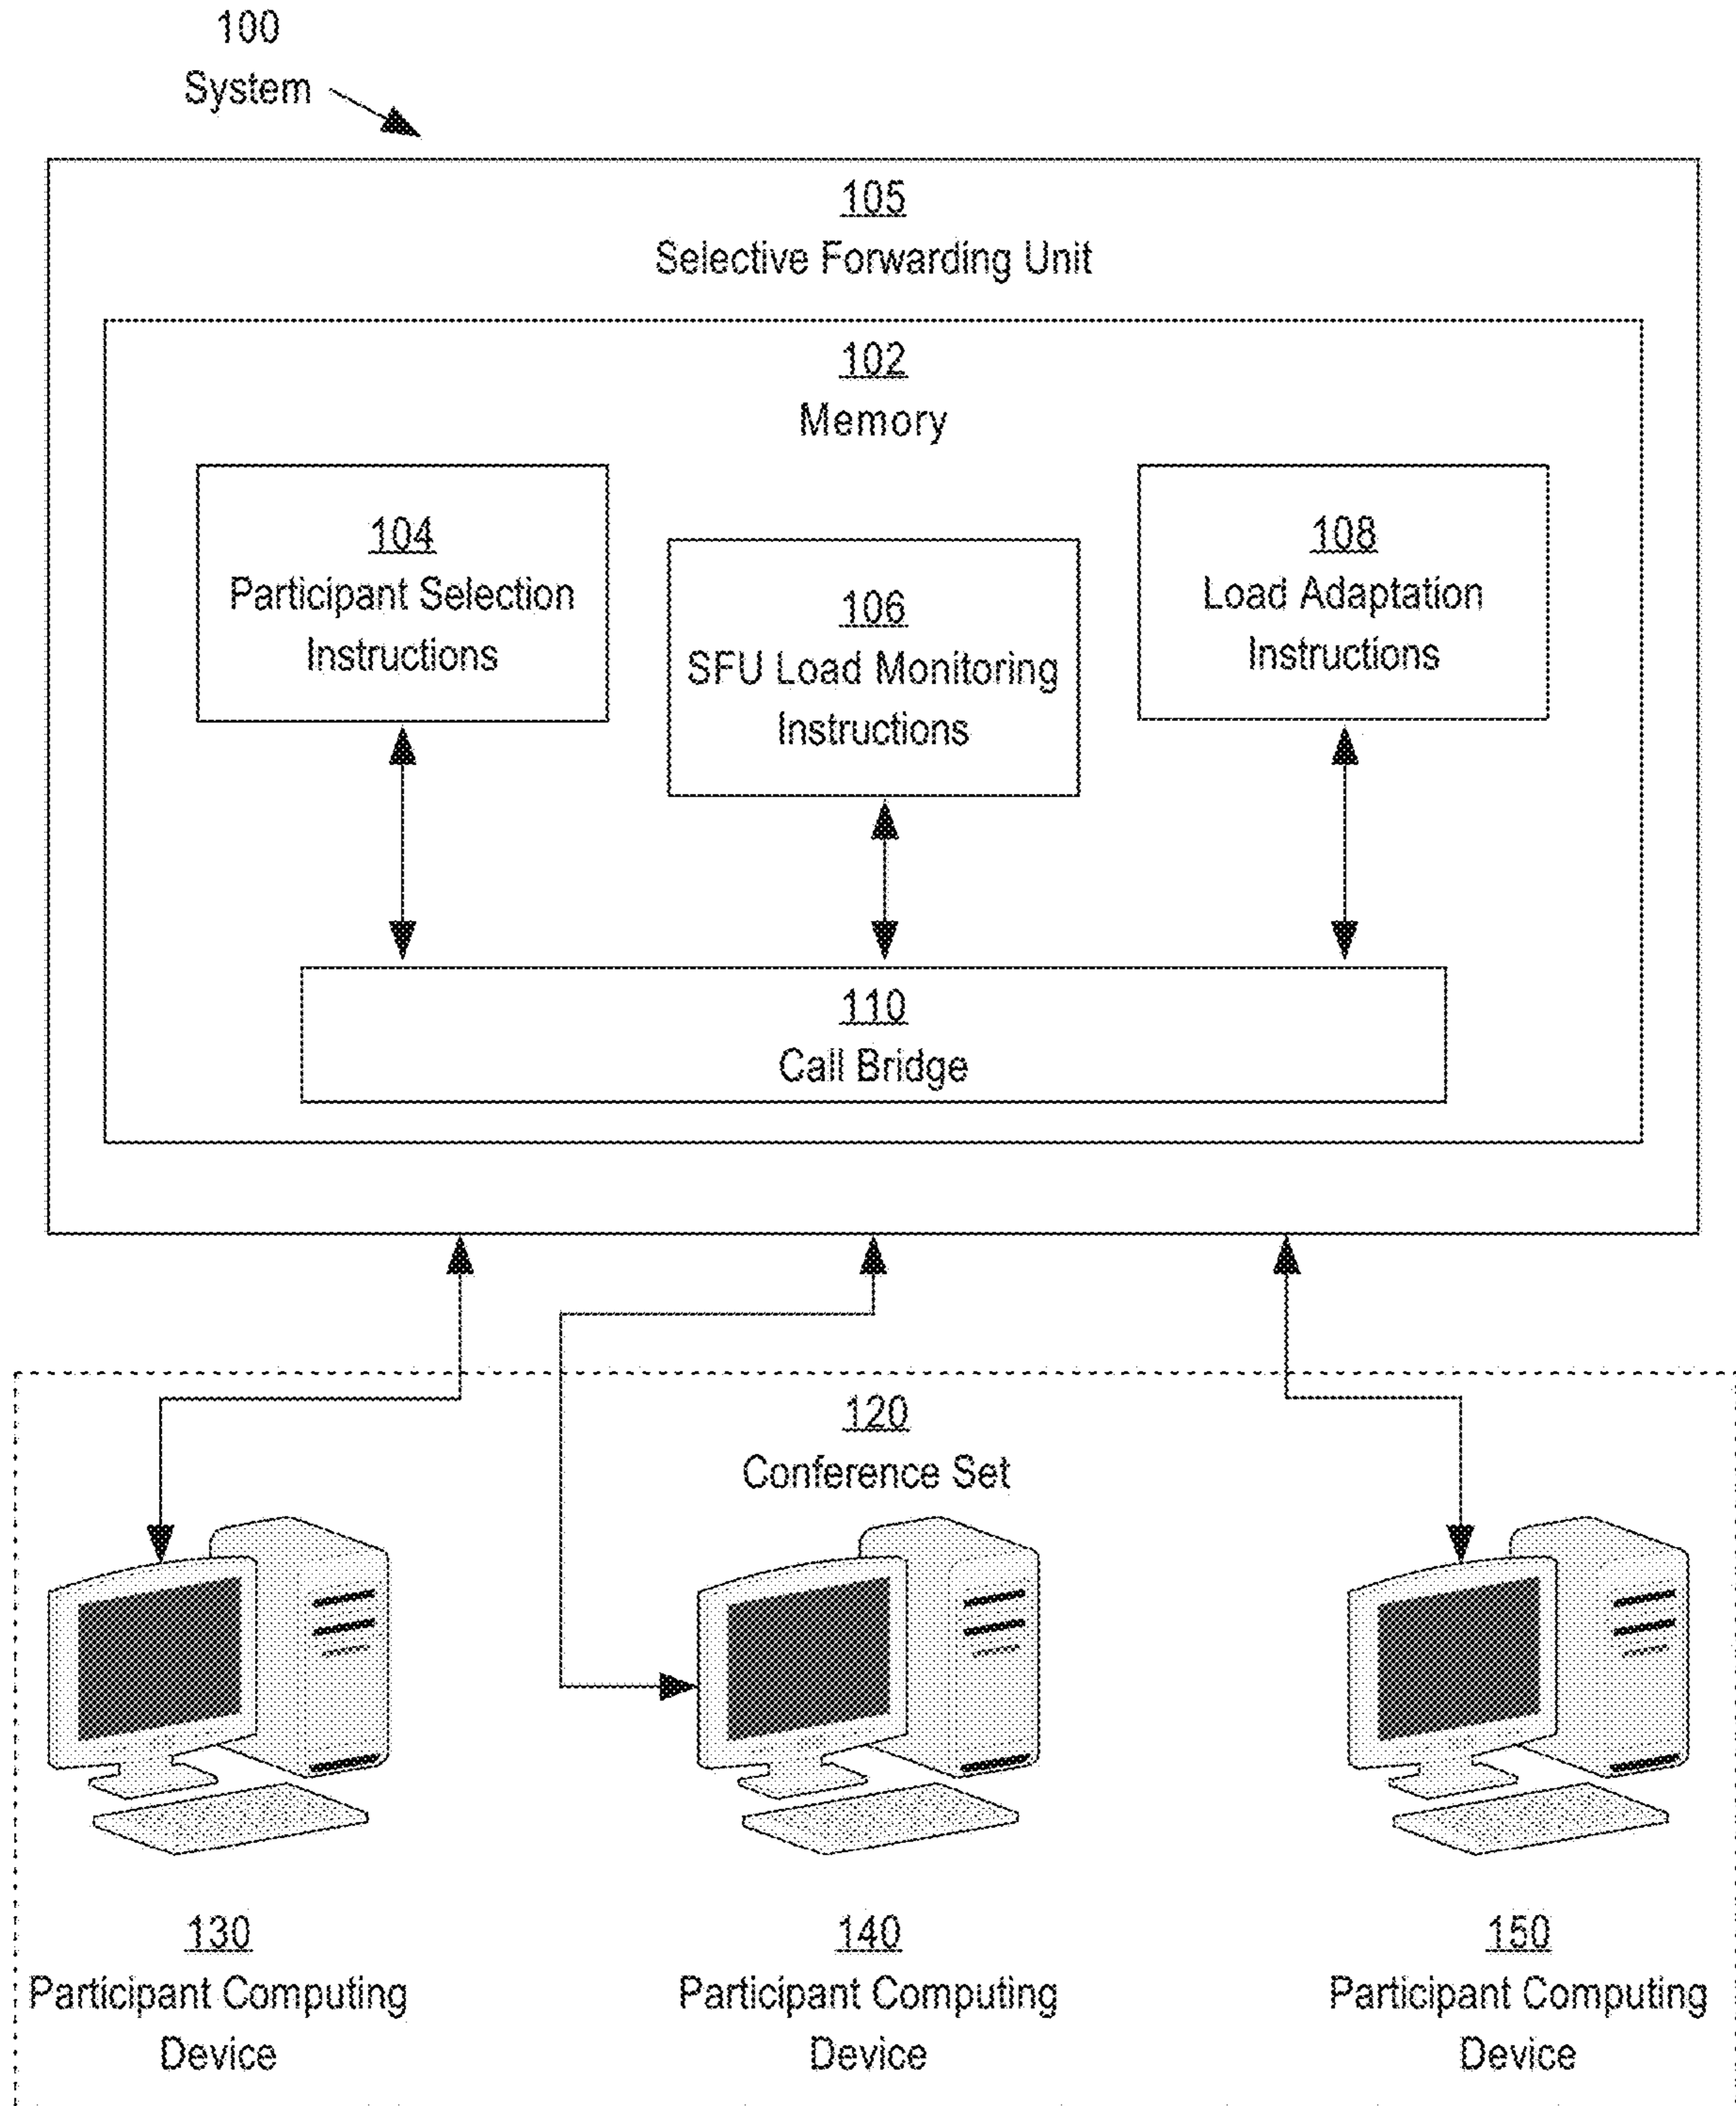 100
System
105
Selective Forwarding Unit
102
Memory
104
Participant Selection
Instructions
106
SFU Load Monitoring
Instructions
108
Load Adaptation
Instructions
110
Call Bridge
120
Conference Set
130
Participant Computing
Device
140
Participant Computing
Device
150
Participant Computing
Device